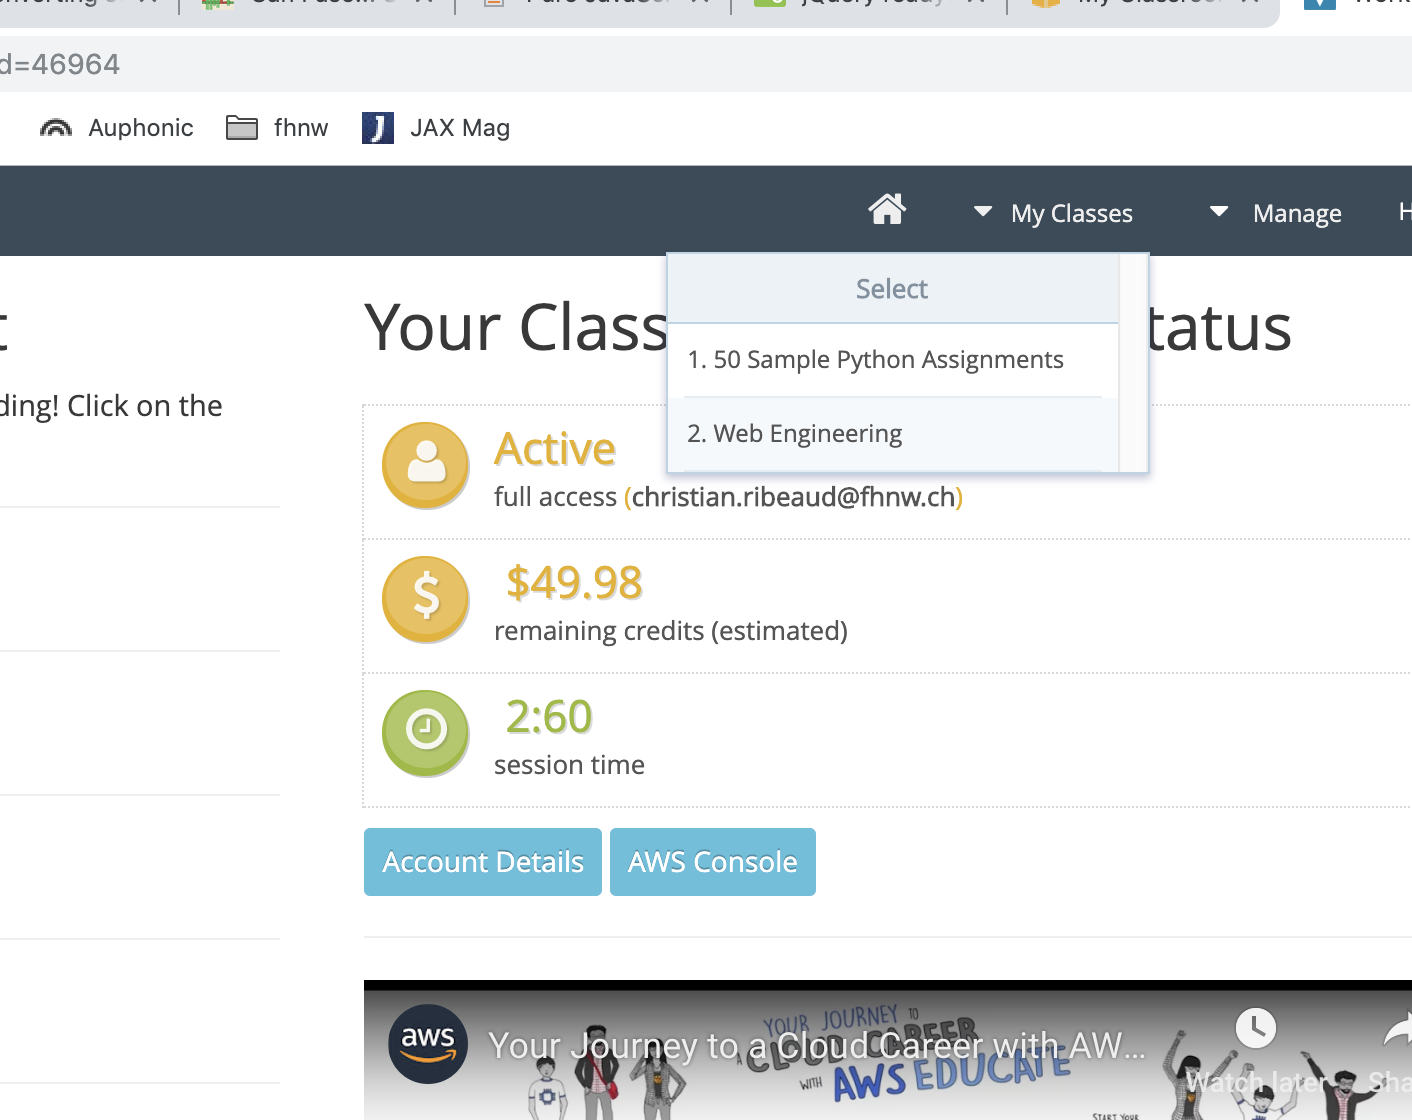 d=46964
Auphonic fhnw JAX Mag
My Classes Manage H
Select
Your Class tatus
1. 50 Sample Python Assignments
ding! Click on the
2. Web Engineering
Active
full access (christian.ribeaud@fhnw.ch)
$49.98
remaining credits (estimated)
2:60
session time
Account Details AWS Console
aws
Your Journey to a Cloud Career with AW...
YOUR JOURNEY TO
A CLOUD CAREER
WITH AWS EDUCATE
Watch later Sha
START YOUR